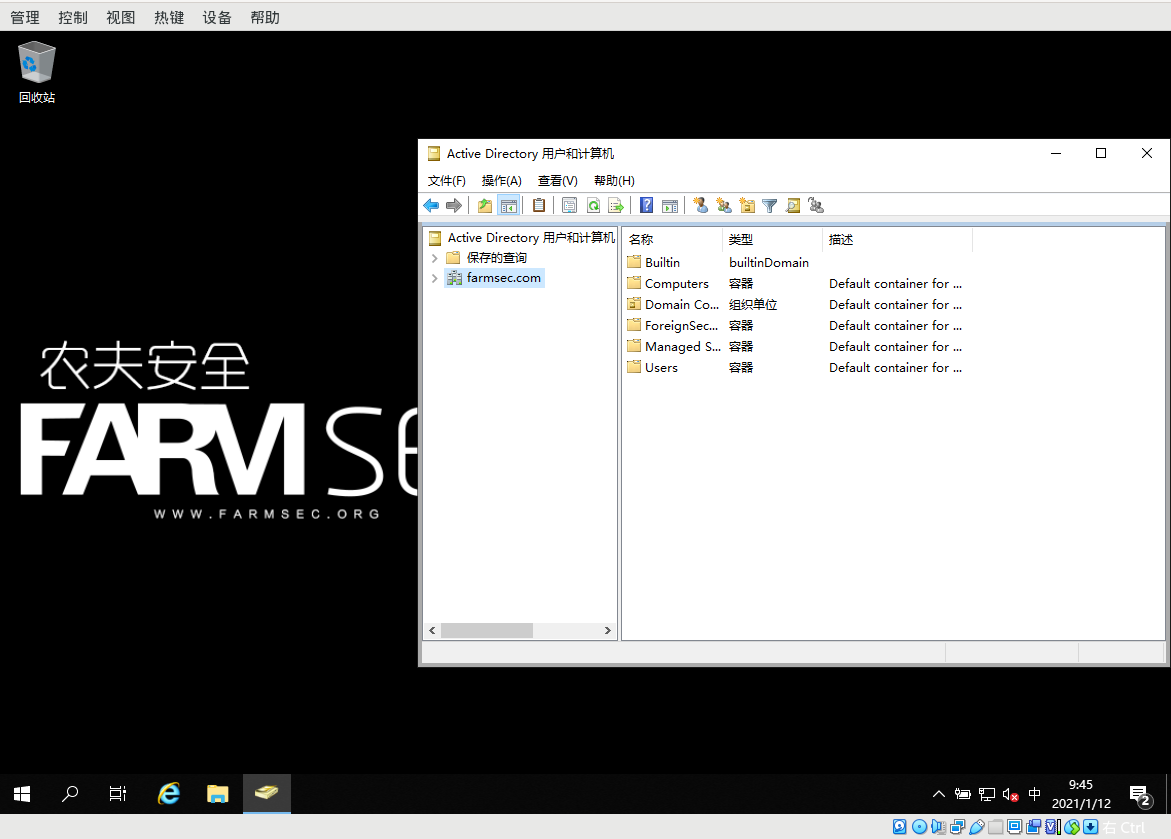 管理 控制 视图 热键 设备 帮助
回收站
Active Directory 用户和计算机
文件(F) 操作(A) 查看(V) 帮助(H)
Active Directory 用户和计算机
保存的查询
farmsec.com
名称 类型 描述
Builtin builtinDomain
Computers 容器 Default container for ...
Domain Co... 组织单位 Default container for ...
ForeignSec... 容器 Default container for ...
Managed S... 容器 Default container for ...
Users 容器 Default container for ...
农夫安全
FARMSE
WWW.FARMSEC.ORG
中
9:45
2021/1/12
2
右 Ctrl